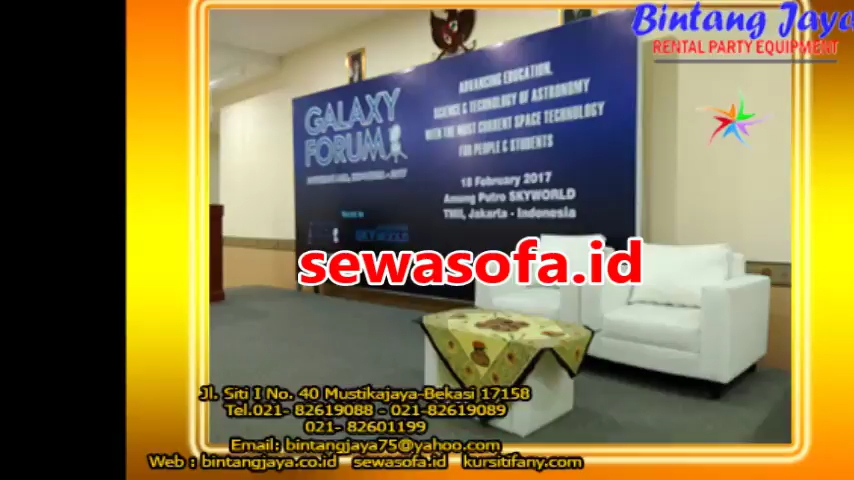 Bintang Jaya
RENTAL PARTY EQUIPMENT
GALAXY
FORUM
ADVANCING EDUCATION,
SCIENCE & TECHNOLOGY OF ASTRONOMY
WITH THE MOST CURRENT SPACE TECHNOLOGY
FOR PEOPLE & STUDENTS
18 February 2017
Anung Putro SKYWORLD
TMII, Jakarta - Indonesia
SKYWORLD
sewasofa.id
Jl. Siti I No. 40 Mustikajaya-Bekasi 17158
Tel.021- 82619088 - 021-82619089
021- 82601199
Email: bintangjaya75@yahoo.com
Web : bintangjaya.co.id sewasofa.id kursitifany.com